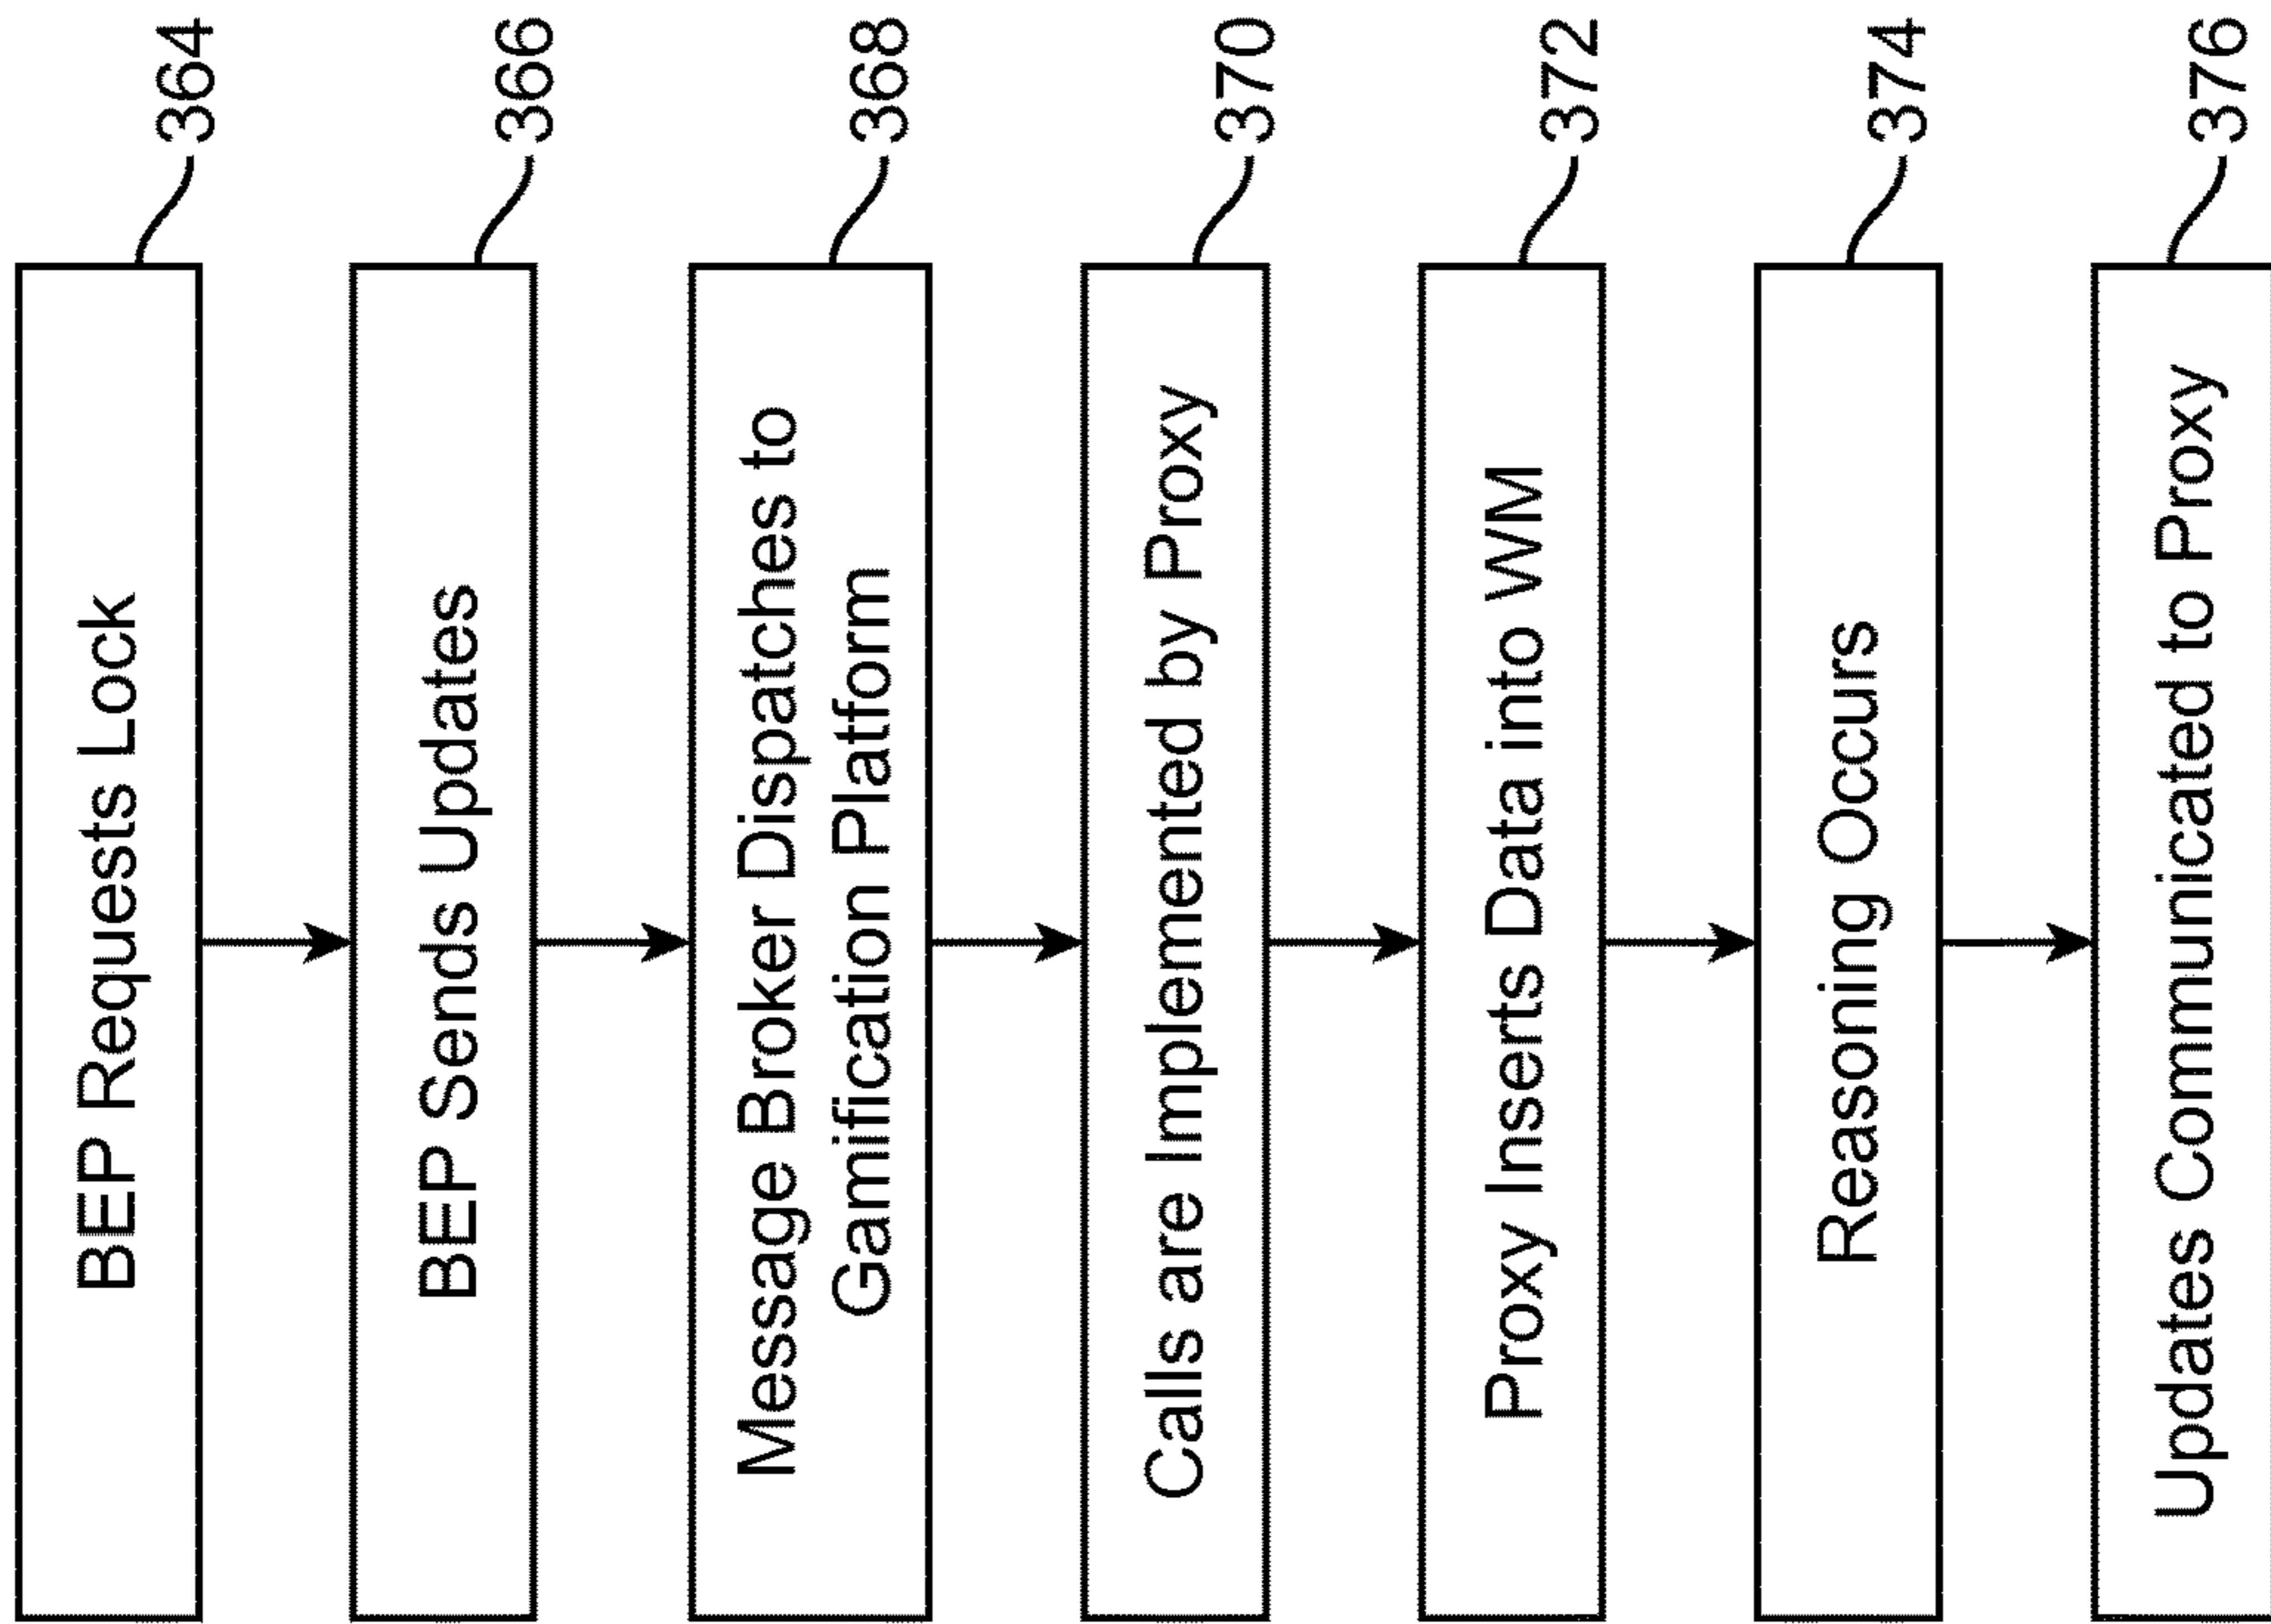 BEP Requests Lock
364
BEP Sends Updates
366
Message Broker Dispatches to
Gamification Platform
368
Calls are Implemented by Proxy
370
Proxy Inserts Data into WM
372
Reasoning Occurs
374
Updates Communicated to Proxy
376